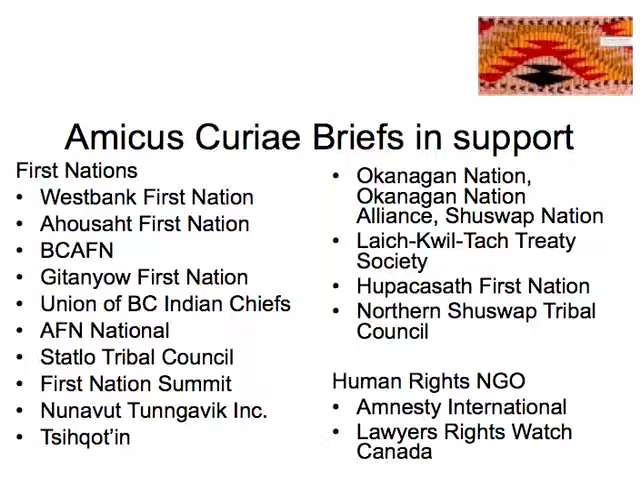 Amicus Curiae Briefs in support
First Nations
• Westbank First Nation
• Ahousaht First Nation
• BCAFN
• Gitanyow First Nation
• Union of BC Indian Chiefs
• AFN National
• Statlo Tribal Council
• First Nation Summit
• Nunavut Tunngavik Inc.
• Tsihqot'in
• Okanagan Nation,
Okanagan Nation
Alliance, Shuswap Nation
• Laich-Kwil-Tach Treaty
Society
• Hupacasath First Nation
• Northern Shuswap Tribal
Council
Human Rights NGO
• Amnesty International
• Lawyers Rights Watch
Canada